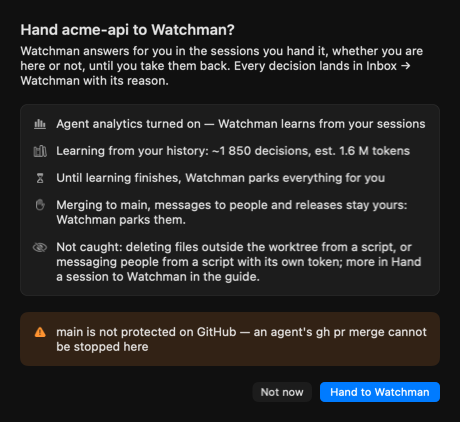 Hand acme-api to Watchman?
Watchman answers for you in the sessions you hand it, whether you are
here or not, until you take them back. Every decision lands in Inbox →
Watchman with its reason.
Agent analytics turned on — Watchman learns from your sessions
Learning from your history: ~1 850 decisions, est. 1.6 M tokens
Until learning finishes, Watchman parks everything for you
Merging to main, messages to people and releases stay yours:
Watchman parks them.
Not caught: deleting files outside the worktree from a script, or
messaging people from a script with its own token; more in Hand
a session to Watchman in the guide.
main is not protected on GitHub — an agent's gh pr merge cannot
be stopped here
Not now
Hand to Watchman